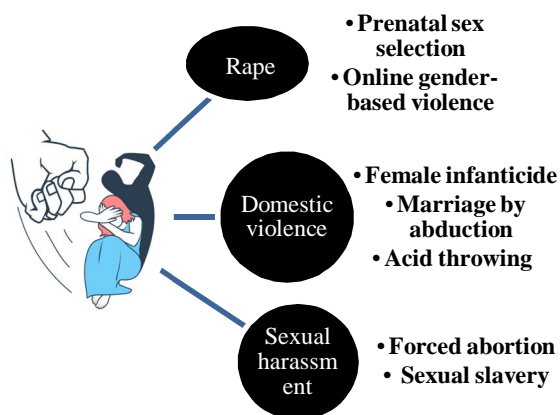 Rape
• Prenatal sex
selection
• Online gender-
based violence
Domestic
violence
• Female infanticide
• Marriage by
abduction
• Acid throwing
Sexual
harassm
ent
• Forced abortion
• Sexual slavery